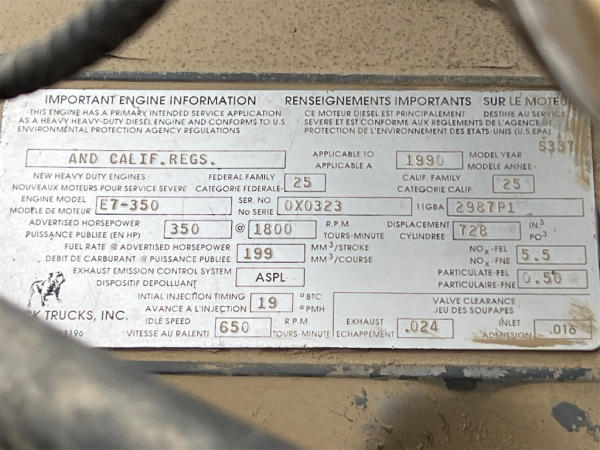 IMPORTANT ENGINE INFORMATION RENSEIGNEMENTS IMPORTANTS SUR LE MOTEU
THIS ENGINE HAS A PRIMARY INTENDED SERVICE APPLICATION CE MOTEUR DIESEL EST PRINCIPALEMENT DESTINE AU SERVICE
AS A HEAVY HEAVY-DUTY DIESEL ENGINE AND CONFORMS TO U.S SEVERE ET EST CONFORME AUX REGLEMENTS DE L'AGENCE DE
ENVIRONMENTAL PROTECTION AGENCY REGULATIONS PROTECTION DE L'ENVIRONNEMENT DES ETATS-UNIS (U.S EPA)
S337
AND CALIF.REGS. APPLICABLE TO 1990 MODEL YEAR
APPLICABLE A MODELE ANNEE
NEW HEAVY DUTY ENGINES FEDERAL FAMILY 25 CALIF. FAMILY 25
NOUVEAUX MOTEURS POUR SERVICE SEVERE CATEGORIE FEDERALE CATEGORIE CALIF.
ENGINE MODEL E7-350 SER. NO. 0X0323 11GBA 2987P1
MODELE DE MOTEUR No SERIE
ADVERTISED HORSEPOWER 350 @ 1800 R.P.M DISPLACEMENT 728 IN.³
PUISSANCE PUBLIEE (EN HP) TOURS-MINUTE CYLINDREE PO³
FUEL RATE @ ADVERTISED HORSEPOWER 199 MM³/STROKE NOX-FEL 5.5
DEBIT DE CARBURANT @ PUISSANCE PUBLIEE MM³/COURSE NOX-FNE
EXHAUST EMISSION CONTROL SYSTEM ASPL PARTICULATE-FEL 0.50
DISPOSITIF DEPOLLUANT PARTICULAIRE-FNE
INTIAL INJECTION TIMING 19 °BTC VALVE CLEARANCE
AVANCE A L'INJECTION °PMH JEU DES SOUPAPES
CK TRUCKS, INC.
IDLE SPEED 650 R.P.M EXHAUST .024 INLET .016
VITESSE AU RALENTI TOURS-MINUTE ECHAPPEMENT ADMISSION